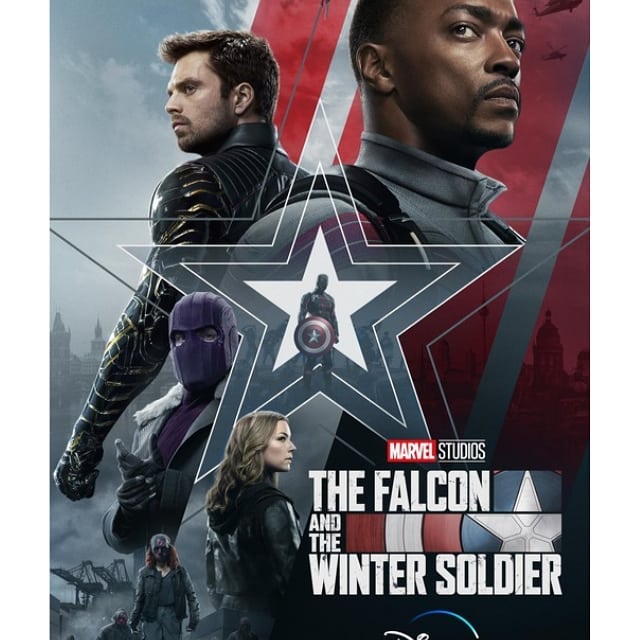 MARVEL STUDIOS
THE FALCON
AND
THE
WINTER SOLDIER